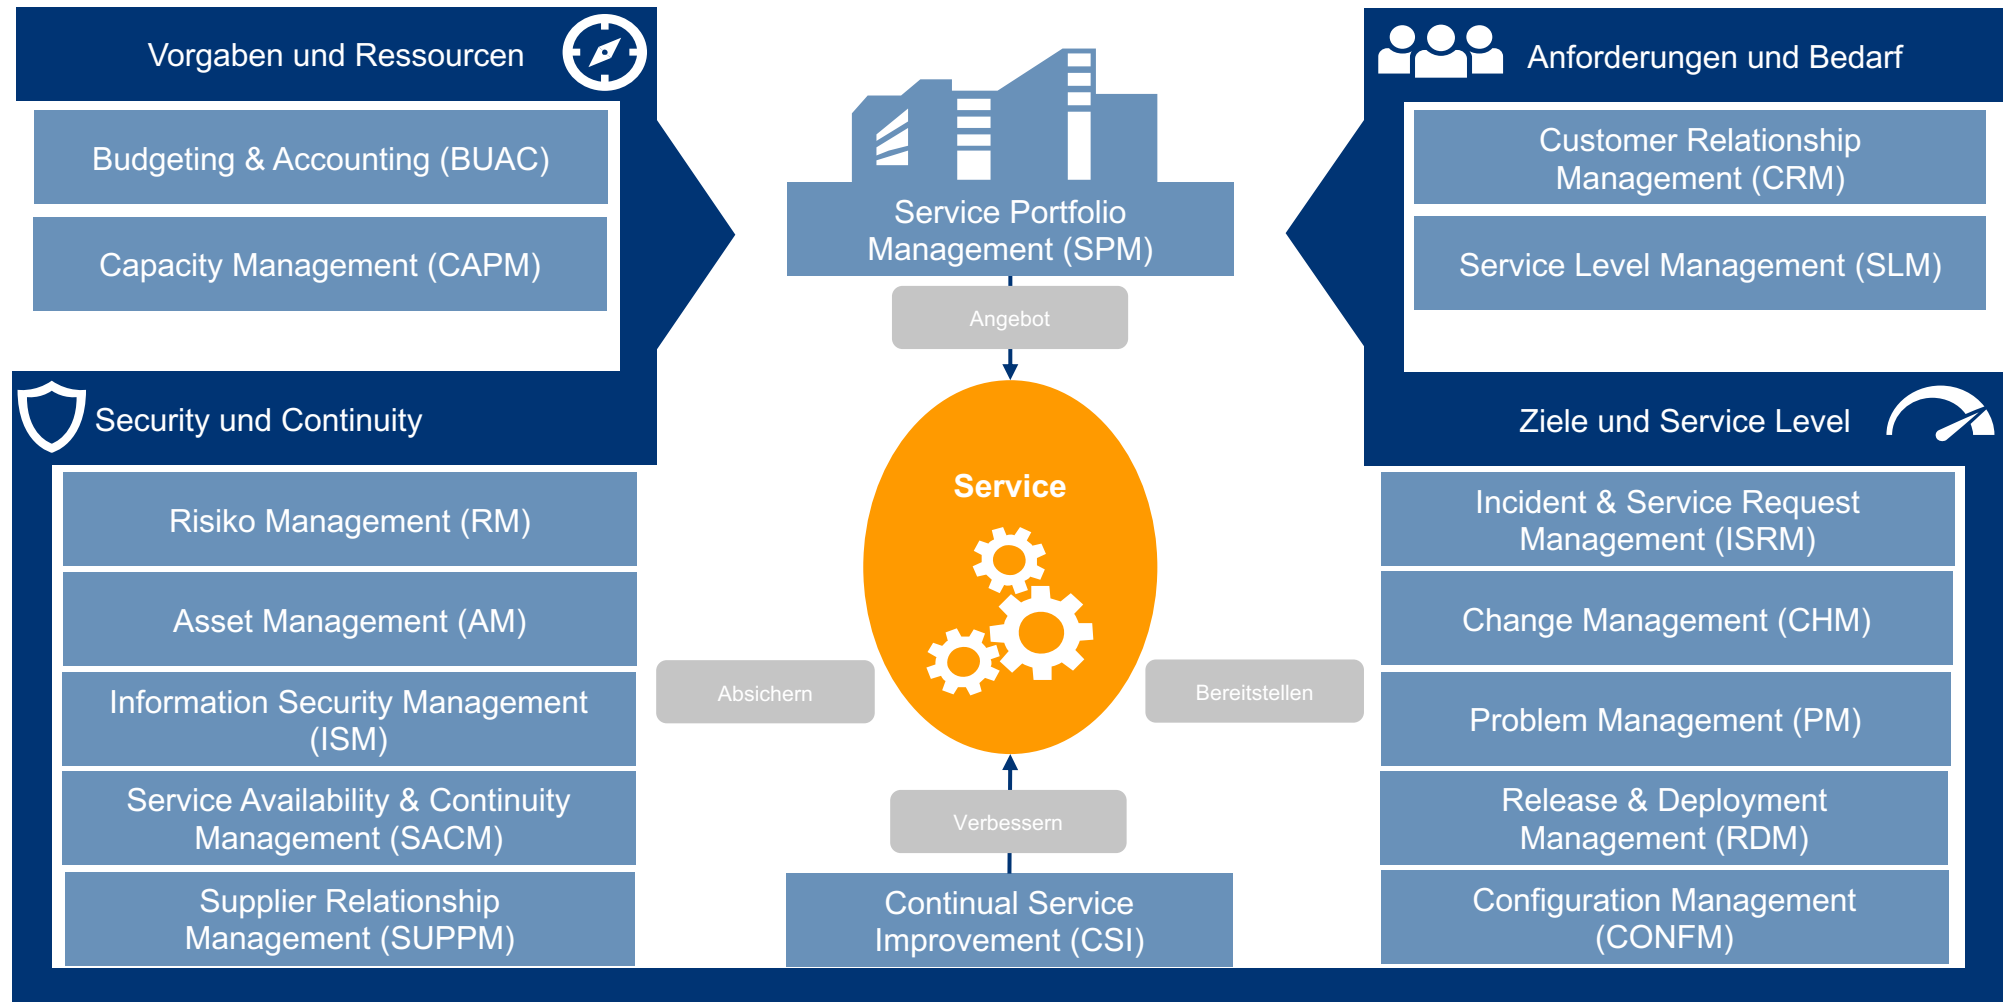 Vorgaben und Ressourcen
Budgeting & Accounting (BUAC)
Capacity Management (CAPM)
Service Portfolio
Management (SPM)
Anforderungen und Bedarf
Customer Relationship
Management (CRM)
Service Level Management (SLM)
Angebot
Security und Continuity
Risiko Management (RM)
Asset Management (AM)
Information Security Management
(ISM)
Service Availability & Continuity
Management (SACM)
Supplier Relationship
Management (SUPPM)
Absichern
Service
Bereitstellen
Verbessern
Continual Service
Improvement (CSI)
Ziele und Service Level
Incident & Service Request
Management (ISRM)
Change Management (CHM)
Problem Management (PM)
Release & Deployment
Management (RDM)
Configuration Management
(CONFM)